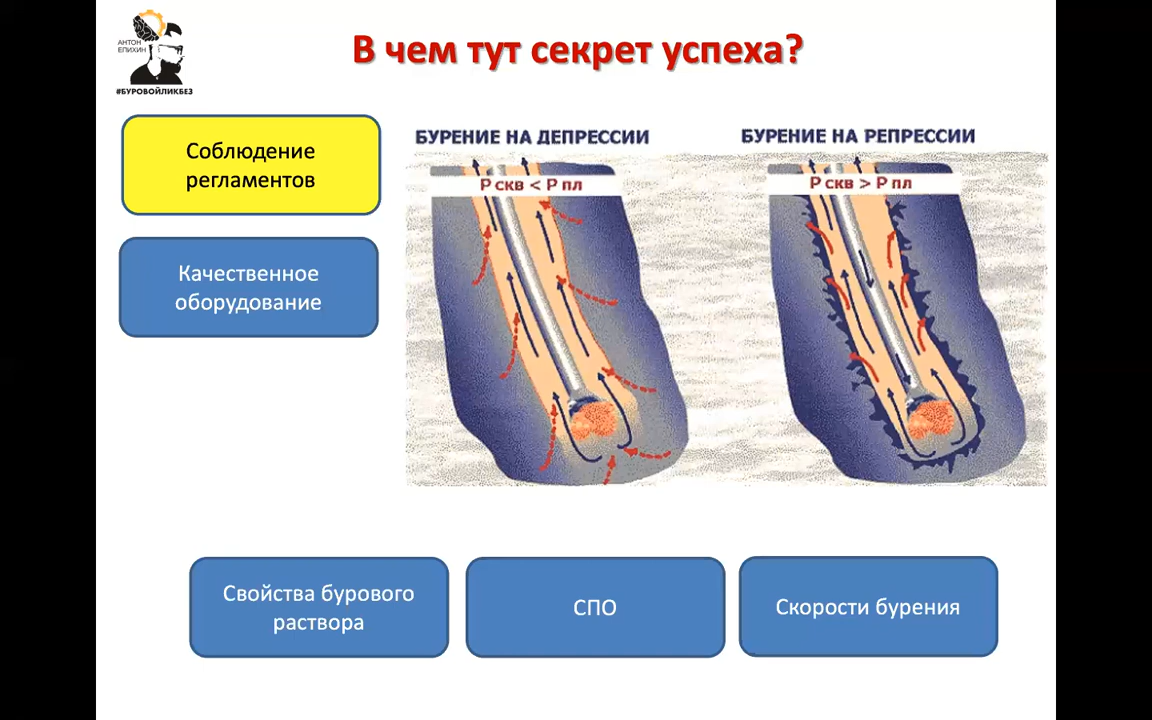 АНТОН
ЕПИХИН
#БУРОВОЙЛИКБЕЗ
В чем тут секрет успеха?
Соблюдение
регламентов
Качественное
оборудование
БУРЕНИЕ НА ДЕПРЕССИИ
Р скв < Р пл
БУРЕНИЕ НА РЕПРЕССИИ
Р скв > Р пл
Свойства бурового
раствора
СПО
Скорости бурения